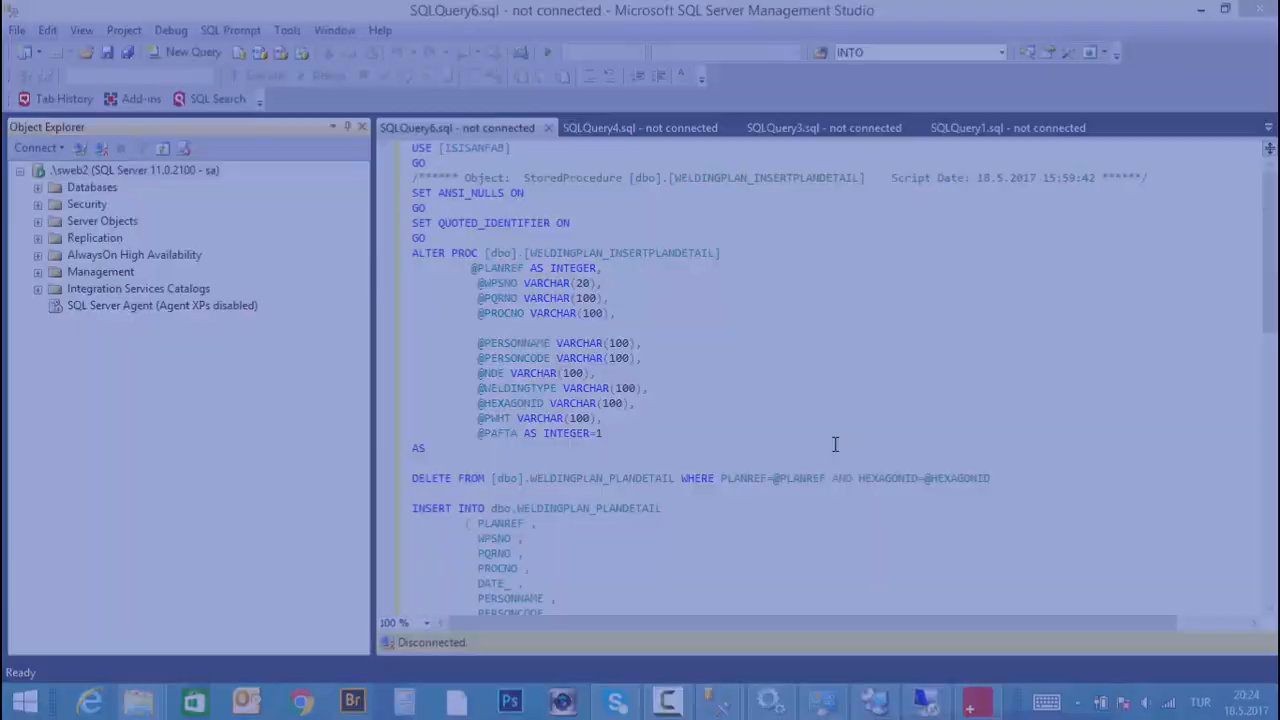 SQLQuery6.sql - not connected - Microsoft SQL Server Management Studio
File Edit View Project Debug SQL Prompt Tools Window Help
New Query INTO
Execute Debug
Tab History Add-ins SQL Search
Object Explorer
Connect
.\sweb2 (SQL Server 11.0.2100 - sa)
Databases
Security
Server Objects
Replication
AlwaysOn High Availability
Management
Integration Services Catalogs
SQL Server Agent (Agent XPs disabled)
SQLQuery6.sql - not connected SQLQuery4.sql - not connected SQLQuery3.sql - not connected SQLQuery1.sql - not connected
USE [ISISANFAB]
GO
/****** Object: StoredProcedure [dbo].[WELDINGPLAN_INSERTPLANDETAIL] Script Date: 18.5.2017 15:59:42 ******/
SET ANSI_NULLS ON
GO
SET QUOTED_IDENTIFIER ON
GO
ALTER PROC [dbo].[WELDINGPLAN_INSERTPLANDETAIL]
@PLANREF AS INTEGER,
@WPSNO VARCHAR(20),
@PQRNO VARCHAR(100),
@PROCNO VARCHAR(100),
@PERSONNAME VARCHAR(100),
@PERSONCODE VARCHAR(100),
@NDE VARCHAR(100),
@WELDINGTYPE VARCHAR(100),
@HEXAGONID VARCHAR(100),
@PWHT VARCHAR(100),
@PAFTA AS INTEGER=1
AS
DELETE FROM [dbo].WELDINGPLAN_PLANDETAIL WHERE PLANREF=@PLANREF AND HEXAGONID=@HEXAGONID
INSERT INTO dbo.WELDINGPLAN_PLANDETAIL
( PLANREF ,
WPSNO ,
PQRNO ,
PROCNO ,
DATE_ ,
PERSONNAME ,
PERSONCODE
100 %
Disconnected.
Ready
Br Ps S C TUR 20:24
18.5.2017